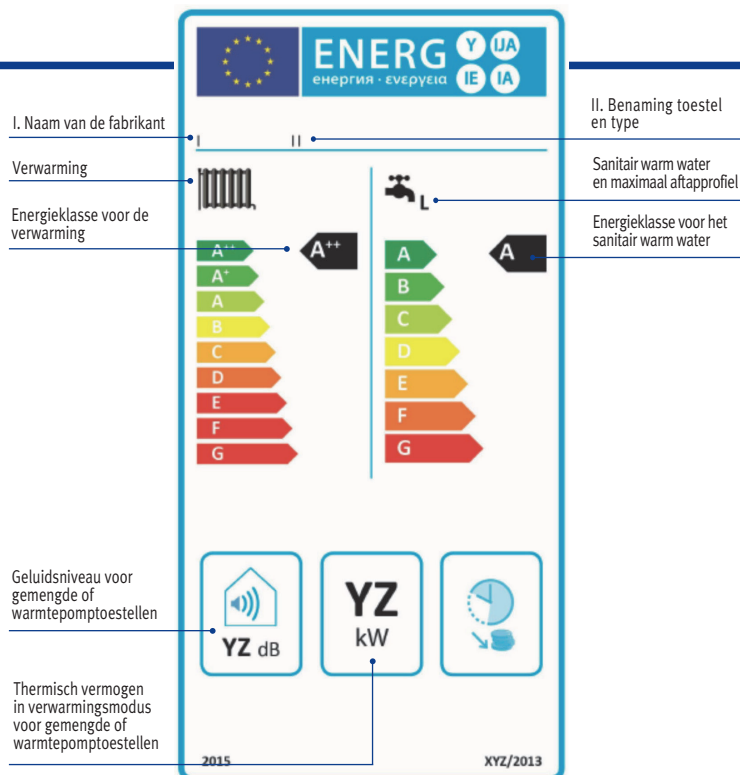 ENERG Y IJA
енергия · ενεργεια IE IA
I. Naam van de fabrikant
I II
II. Benaming toestel
en type
Verwarming
Sanitair warm water
en maximaal aftapprofiel
L
Energieklasse voor de
verwarming
Energieklasse voor het
sanitair warm water
A++
A++
A+
A
B
C
D
E
F
G
A
A
B
C
D
E
F
G
Geluidsniveau voor
gemengde of
warmtepomptoestellen
YZ dB
YZ
kW
Thermisch vermogen
in verwarmingsmodus
voor gemengde of
warmtepomptoestellen
2015 XYZ/2013